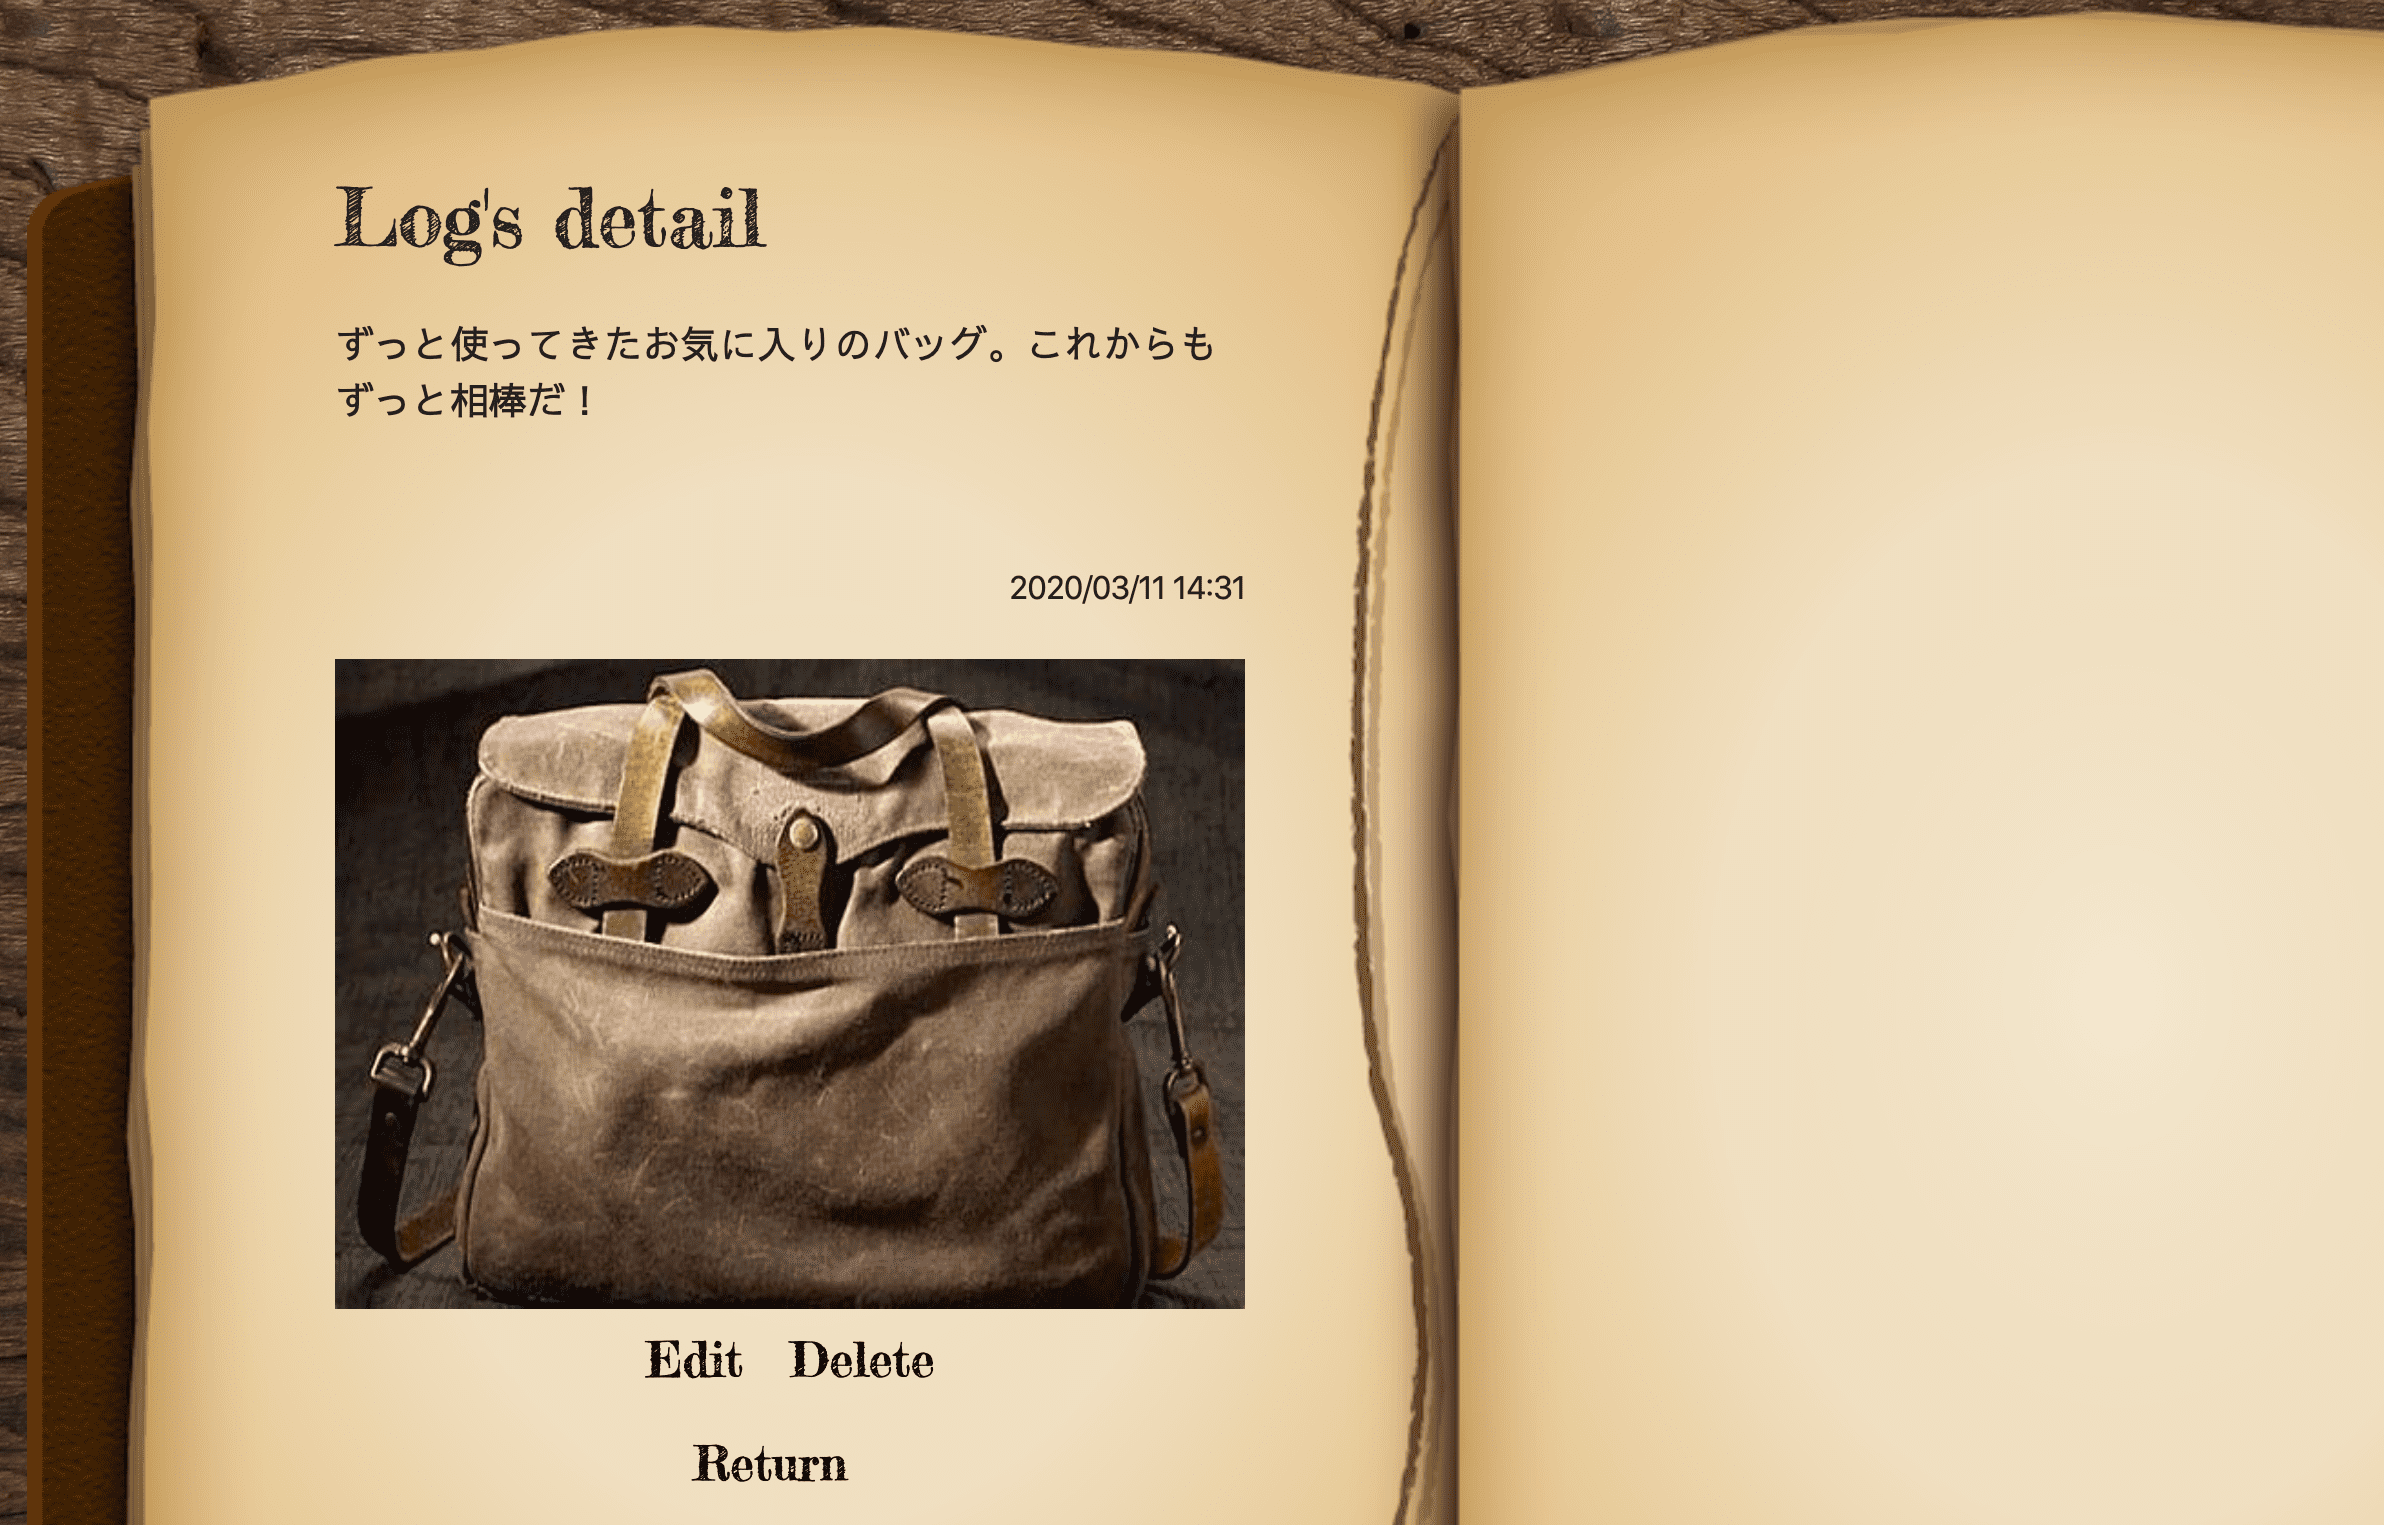 Log's detail
ずっと使ってきたお気に入りのバッグ。これからも
ずっと相棒だ！
2020/03/11 14:31
Edit Delete
Return